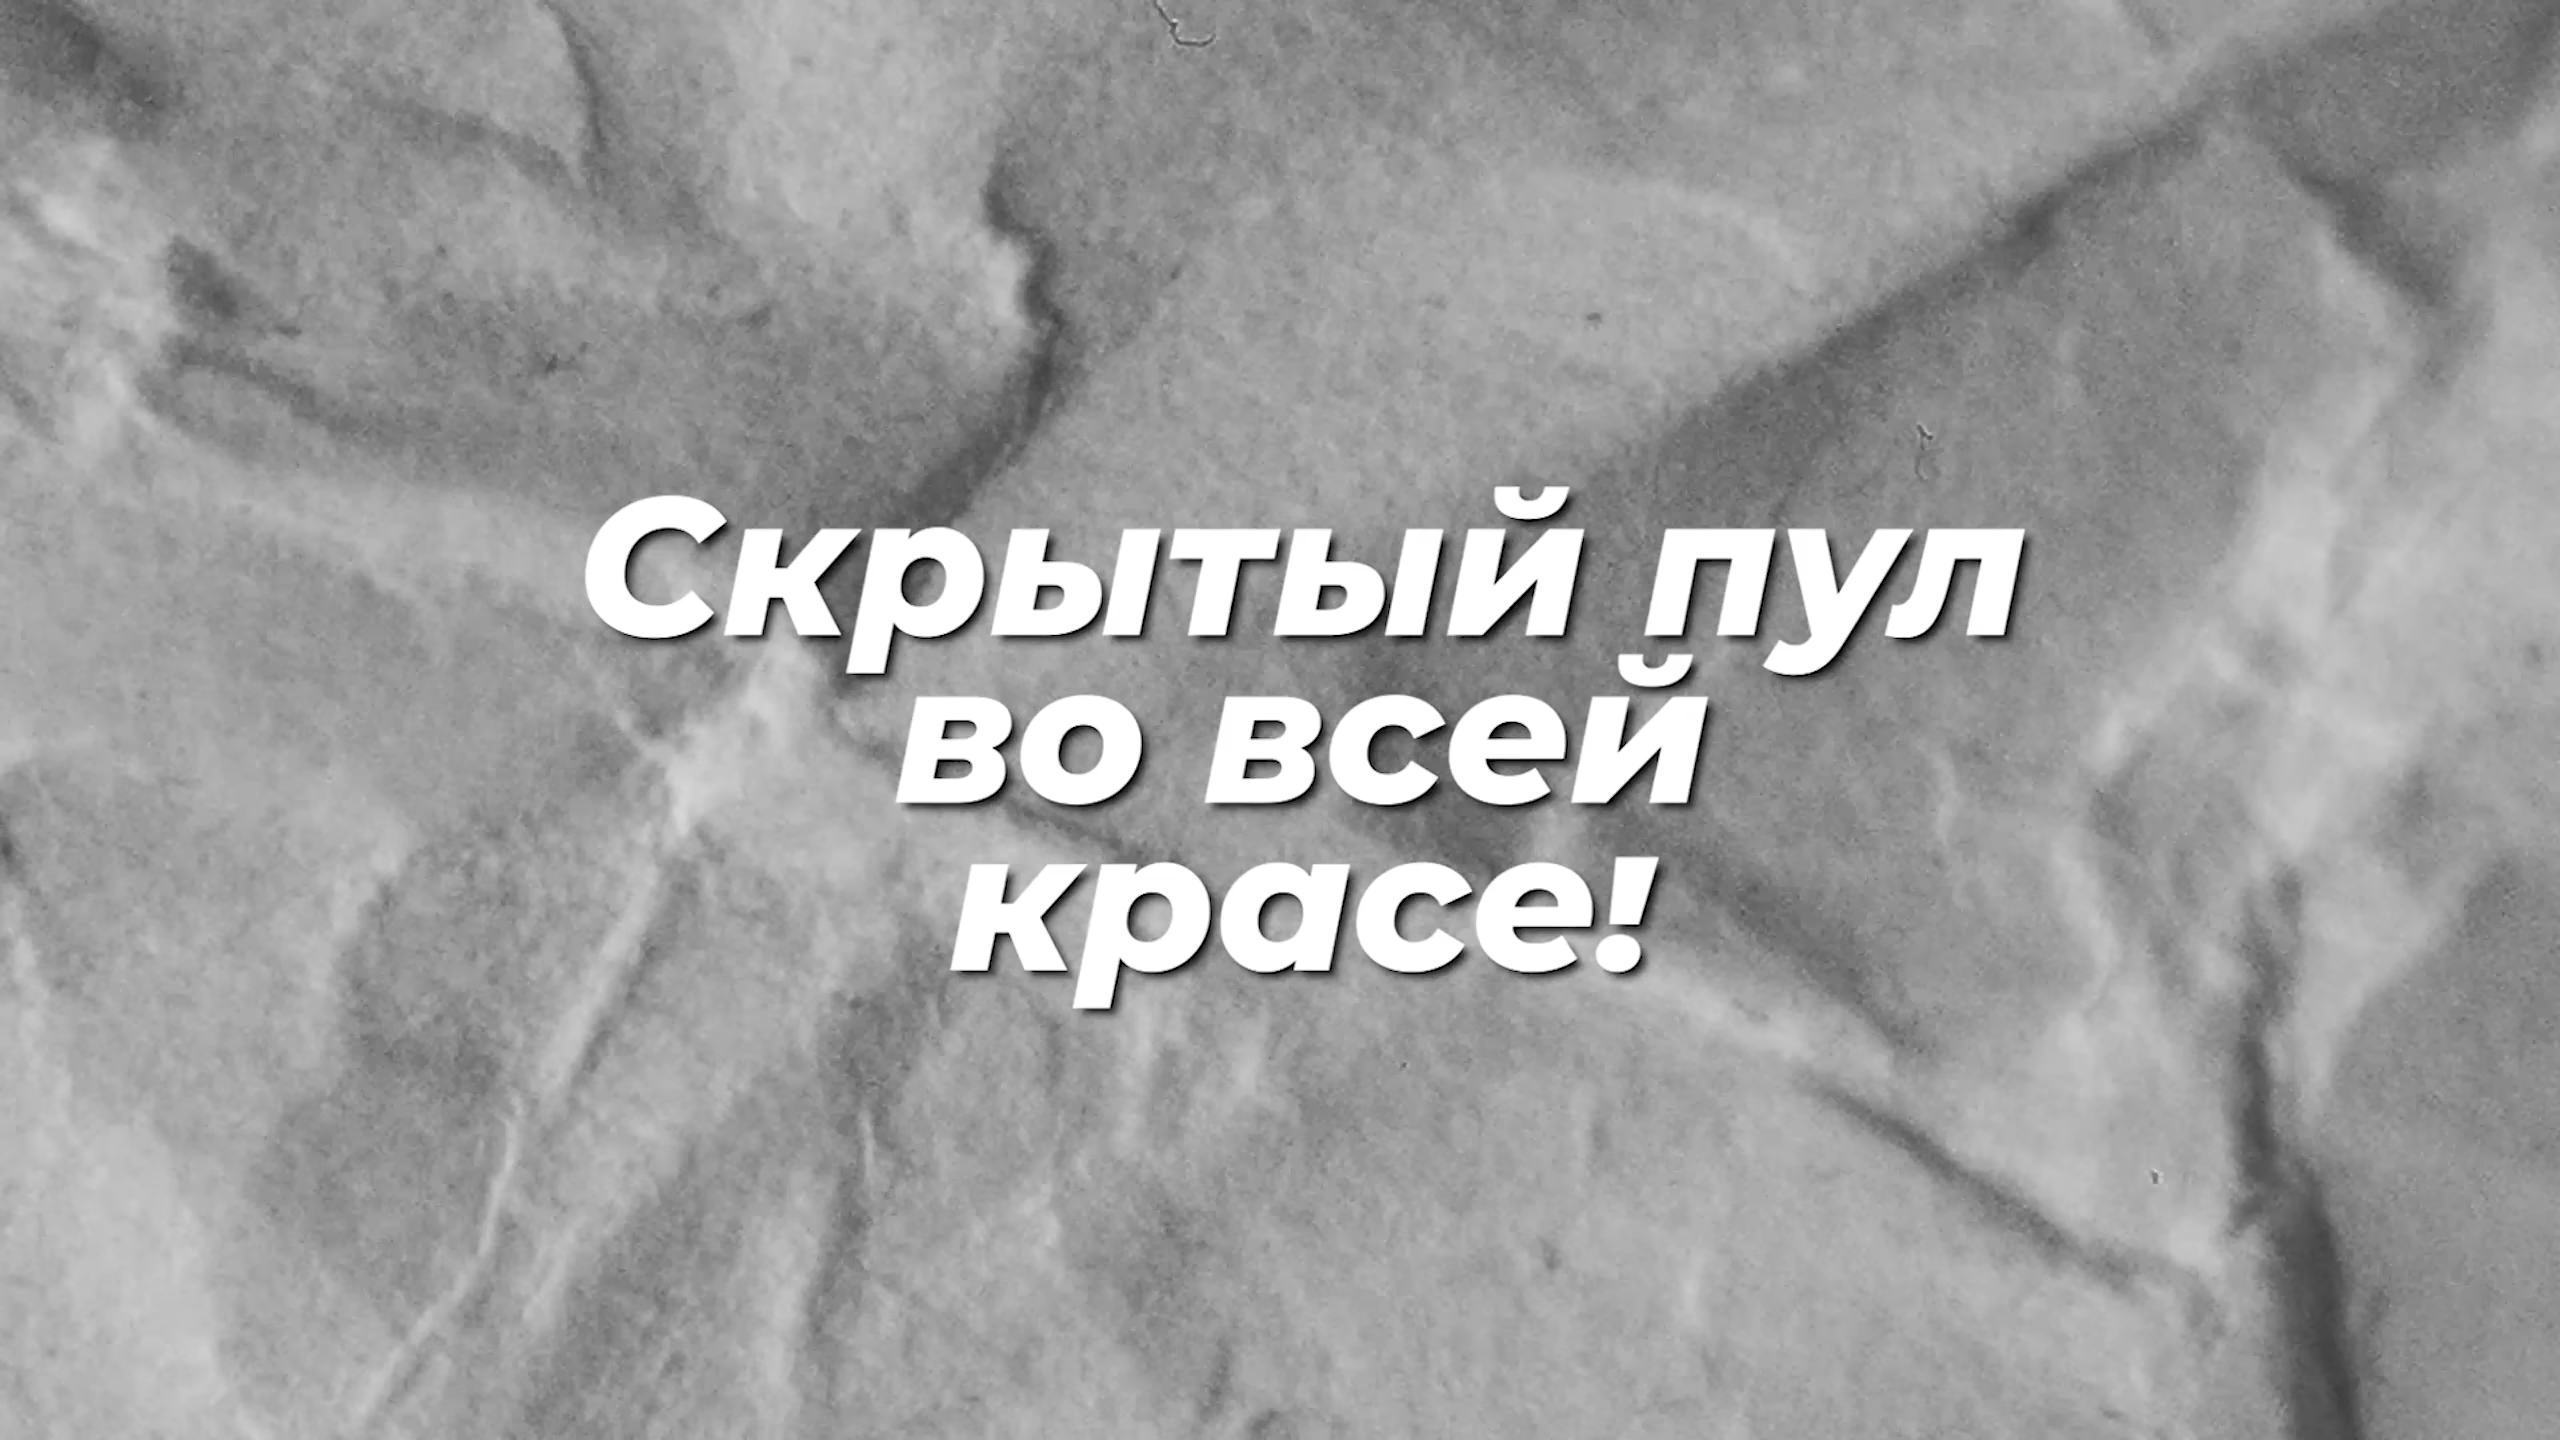 Скрытый пул
во всей
красе!